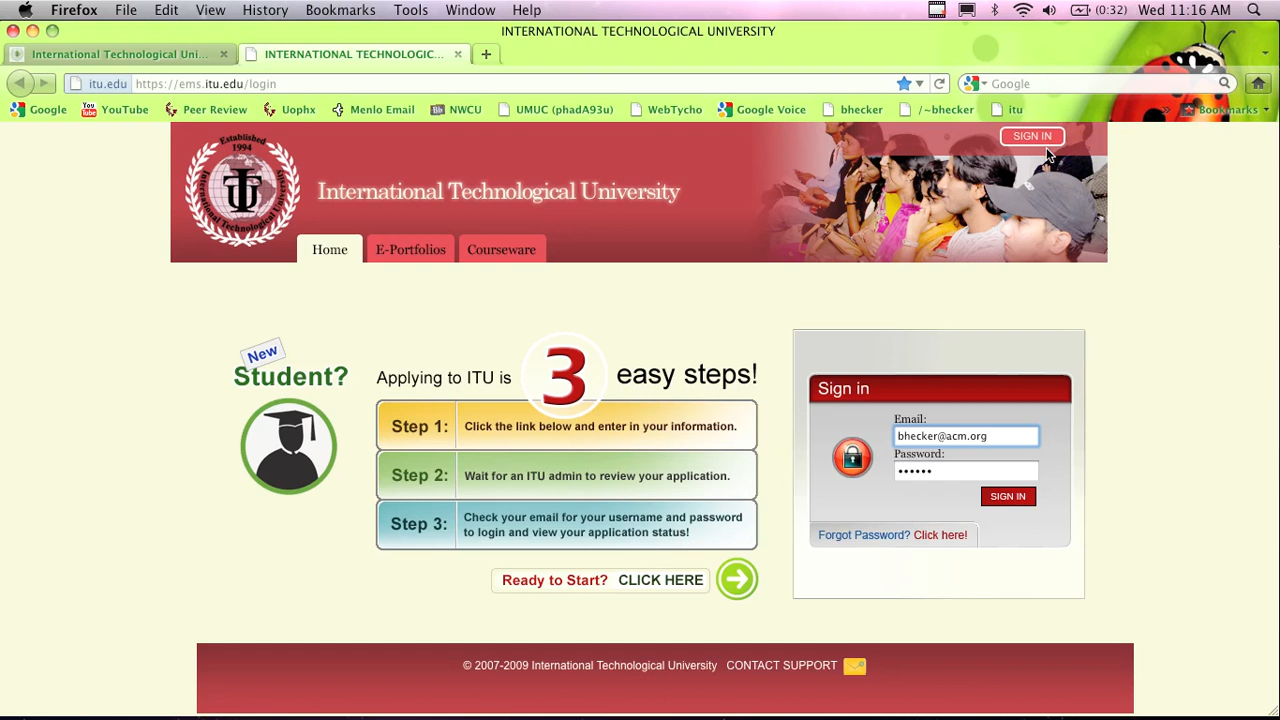 Firefox File Edit View History Bookmarks Tools Window Help (0:32) Wed 11:16 AM
INTERNATIONAL TECHNOLOGICAL UNIVERSITY
International Technological Uni... INTERNATIONAL TECHNOLOGIC...
itu.edu https://ems.itu.edu/login Google
Google YouTube Peer Review Uophx Menlo Email NWCU UMUC (phadA93u) WebTycho Google Voice bhecker /~bhecker itu » Bookmarks
SIGN IN
Established
1994
International Technological University
International Technological University
Home E-Portfolios Courseware
New
Student?
Applying to ITU is 3 easy steps!
Step 1: Click the link below and enter in your information.
Step 2: Wait for an ITU admin to review your application.
Step 3: Check your email for your username and password
to login and view your application status!
Ready to Start? CLICK HERE
Sign in
Email:
bhecker@acm.org
Password:
••••••
SIGN IN
Forgot Password? Click here!
© 2007-2009 International Technological University CONTACT SUPPORT